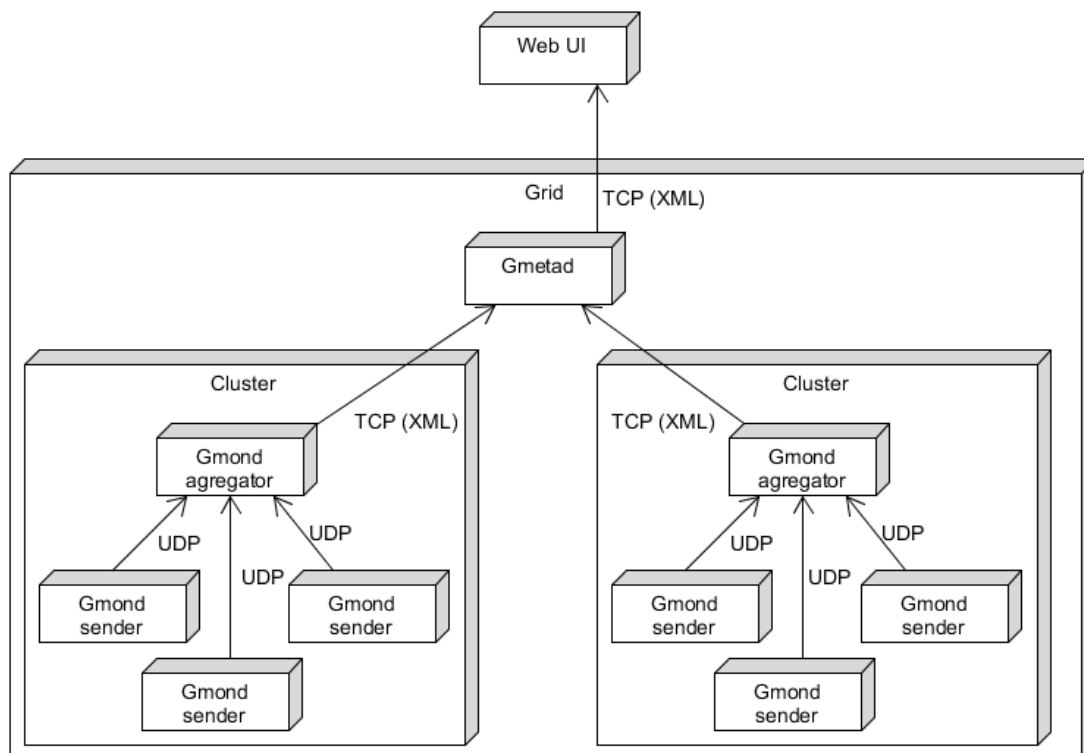 Web UI
Grid
TCP (XML)
Gmetad
Cluster
Cluster
TCP (XML)
TCP (XML)
Gmond
agregator
Gmond
agregator
UDP
UDP
UDP
UDP
UDP
UDP
Gmond
sender
Gmond
sender
Gmond
sender
Gmond
sender
Gmond
sender
Gmond
sender